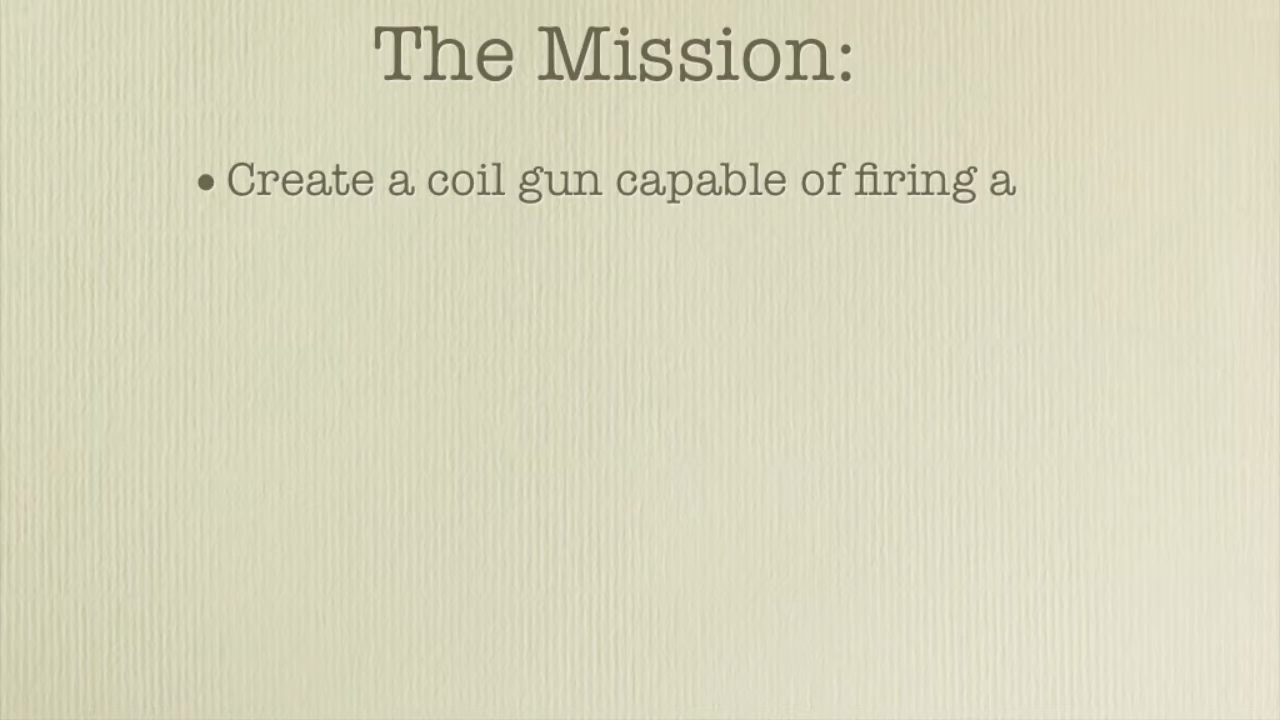 The Mission:
• Create a coil gun capable of firing a